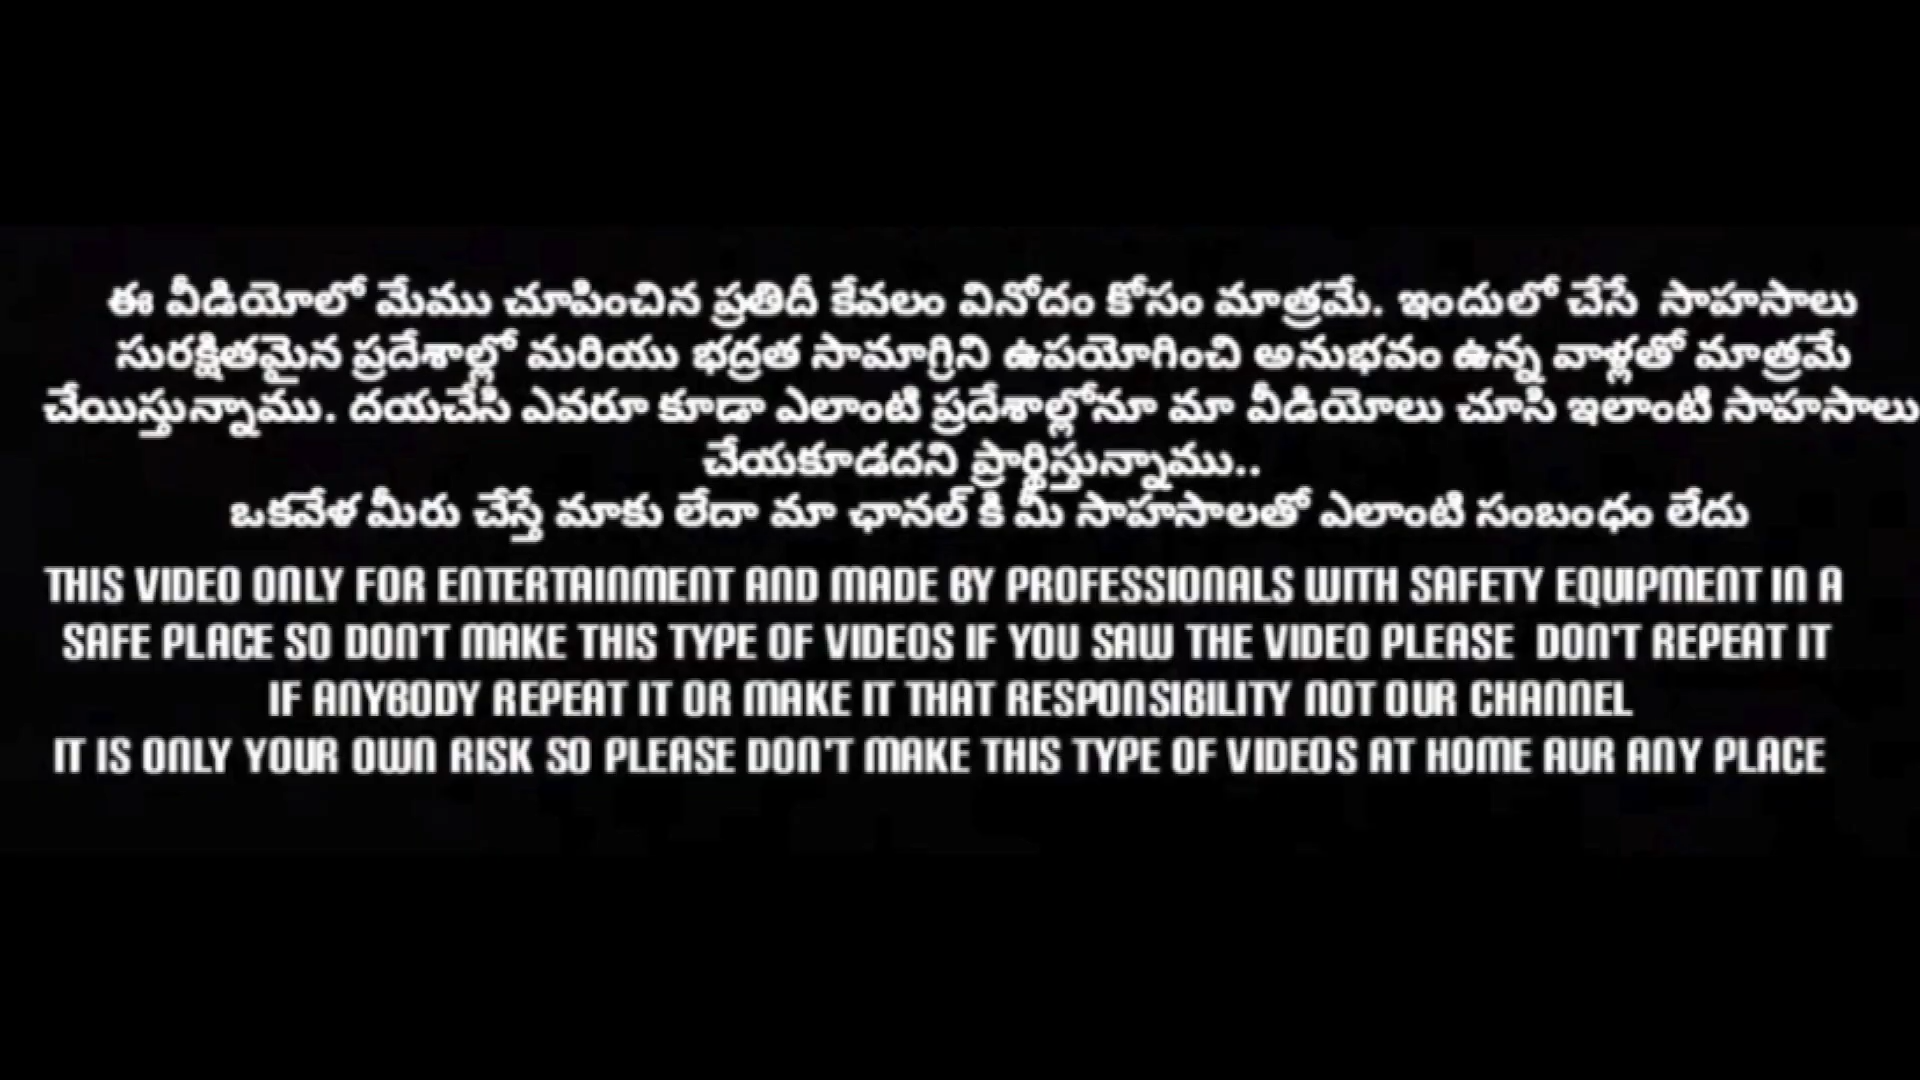 ఈ వీడియోలో మేము చూపించిన ప్రతిదీ కేవలం వినోదం కోసం మాత్రమే. ఇందులో చేసే సాహసాలు
సురక్షితమైన ప్రదేశాల్లో మరియు భద్రత సామాగ్రిని ఉపయోగించి అనుభవం ఉన్న వాళ్లతో మాత్రమే
చేయిస్తున్నాము. దయచేసి ఎవరూ కూడా ఎలాంటి ప్రదేశాల్లోనూ మా వీడియోలు చూసి ఇలాంటి సాహసాలు
చేయకూడదని ప్రార్థిస్తున్నాము..
ఒకవేళ మీరు చేస్తే మాకు లేదా మా ఛానల్ కి మీ సాహసాలతో ఎలాంటి సంబంధం లేదు
THIS VIDEO ONLY FOR ENTERTAINMENT AND MADE BY PROFESSIONALS WITH SAFETY EQUIPMENT IN A
SAFE PLACE SO DON'T MAKE THIS TYPE OF VIDEOS IF YOU SAW THE VIDEO PLEASE DON'T REPEAT IT
IF ANYBODY REPEAT IT OR MAKE IT THAT RESPONSIBILITY NOT OUR CHANNEL
IT IS ONLY YOUR OWN RISK SO PLEASE DON'T MAKE THIS TYPE OF VIDEOS AT HOME AUR ANY PLACE